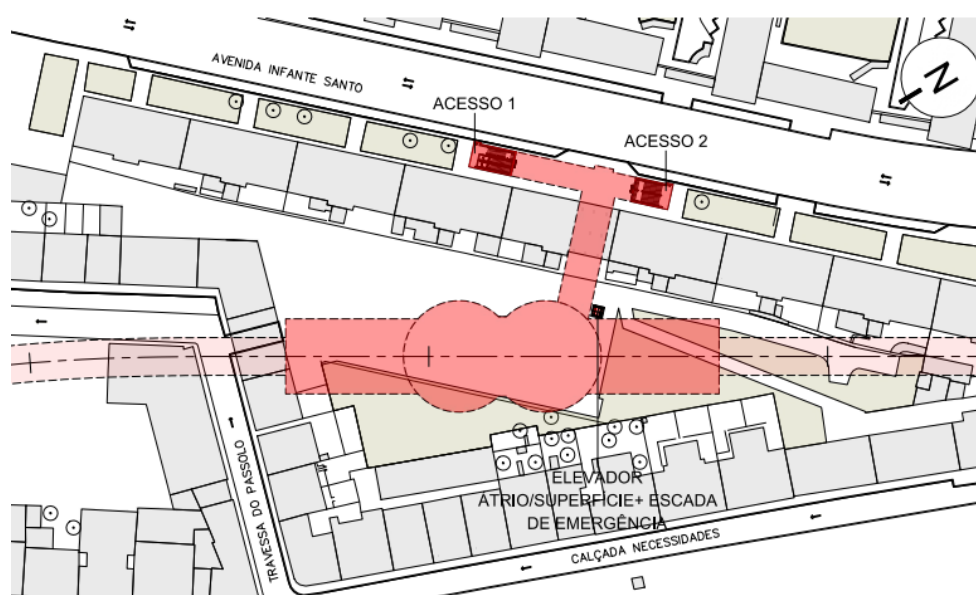 AVENIDA INFANTE SANTO
N
ACESSO 1
ACESSO 2
TRAVESSA DO PASSOLO
ELEVADOR
ÁTRIO/SUPERFÍCIE+ ESCADA
DE EMERGÊNCIA
CALÇADA NECESSIDADES